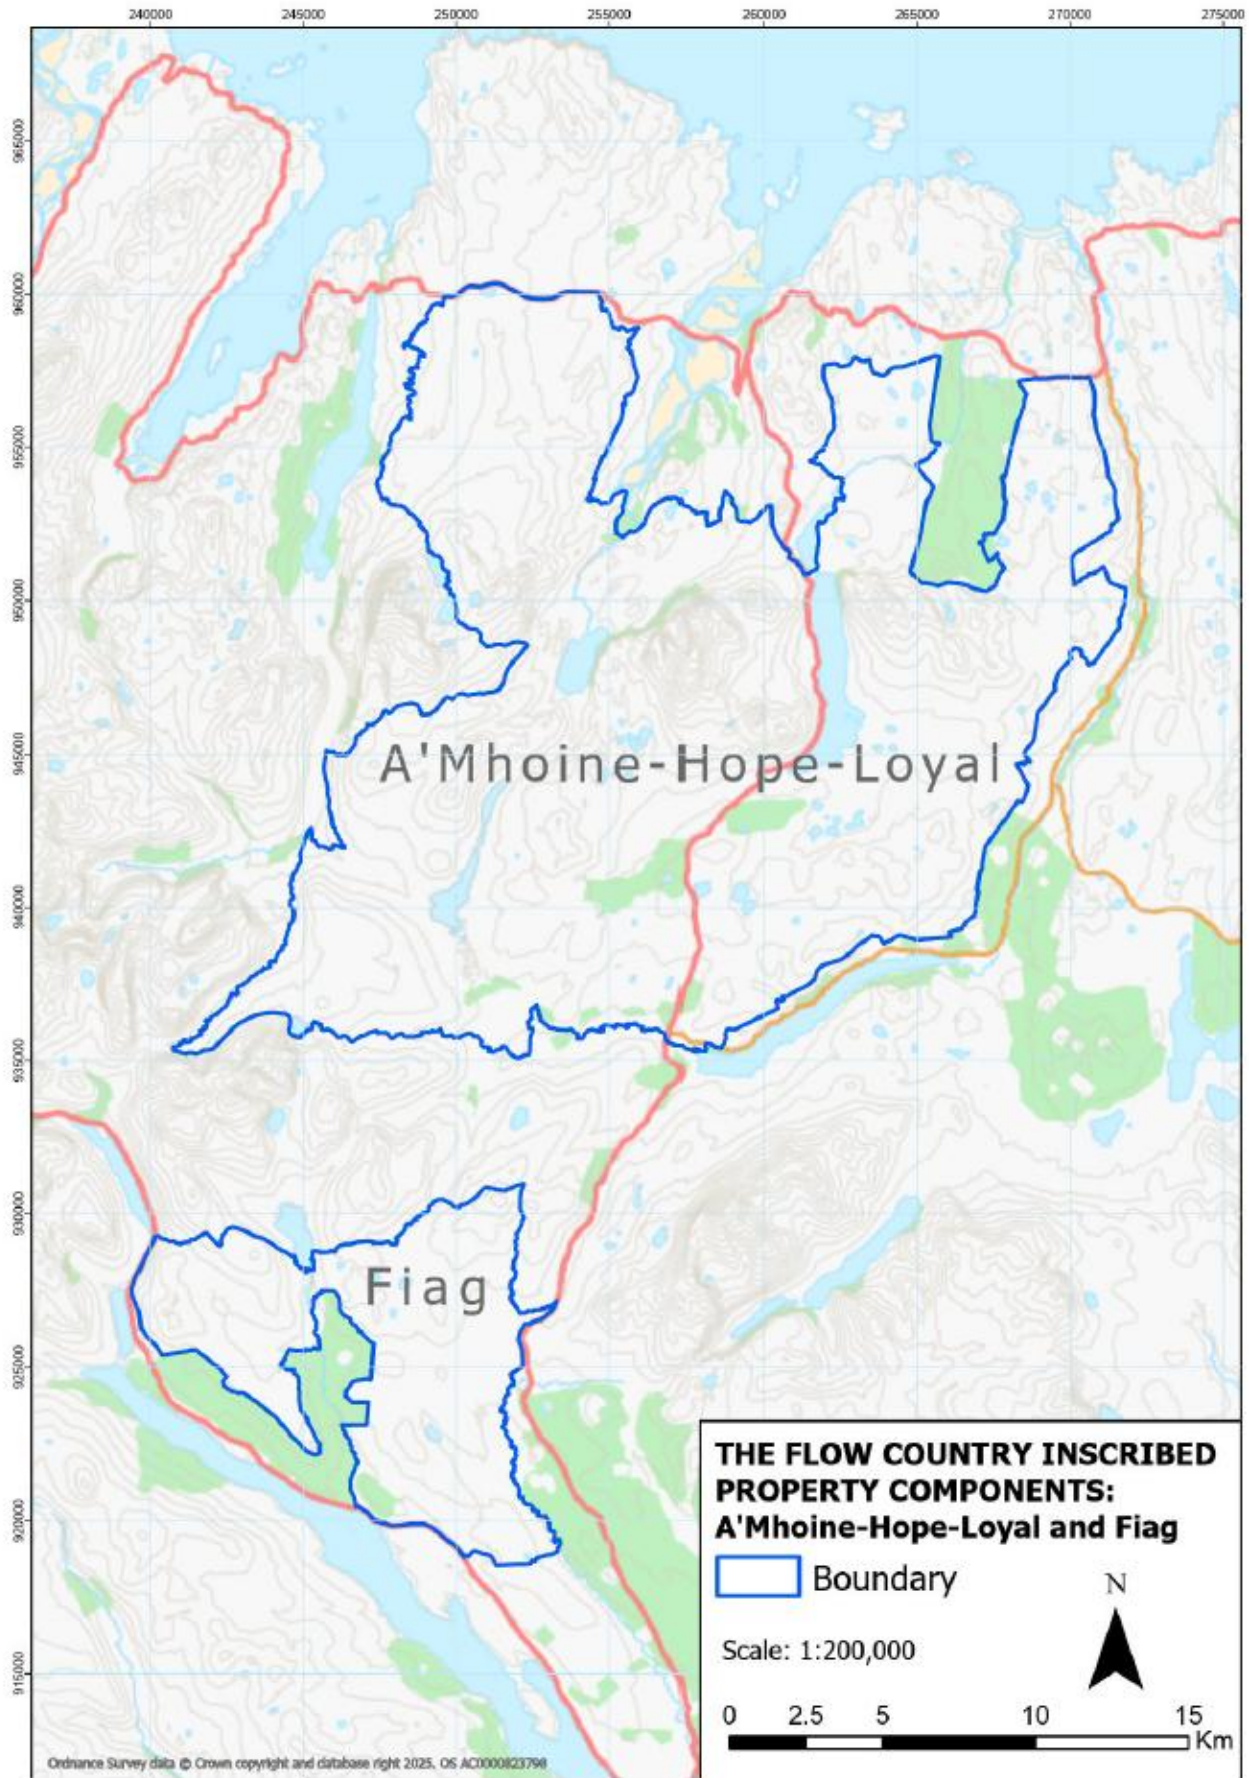 240000 245000 250000 255000 260000 265000 270000 275000
965000
960000
955000
950000
945000
940000
935000
930000
925000
920000
915000
A'Mhoine-Hope-Loyal
Fiag
THE FLOW COUNTRY INSCRIBED
PROPERTY COMPONENTS:
A'Mhoine-Hope-Loyal and Fiag
Boundary
N
Scale: 1:200,000
0 2.5 5 10 15
Km
Ordnance Survey data © Crown copyright and database right 2025. OS AC0000823798